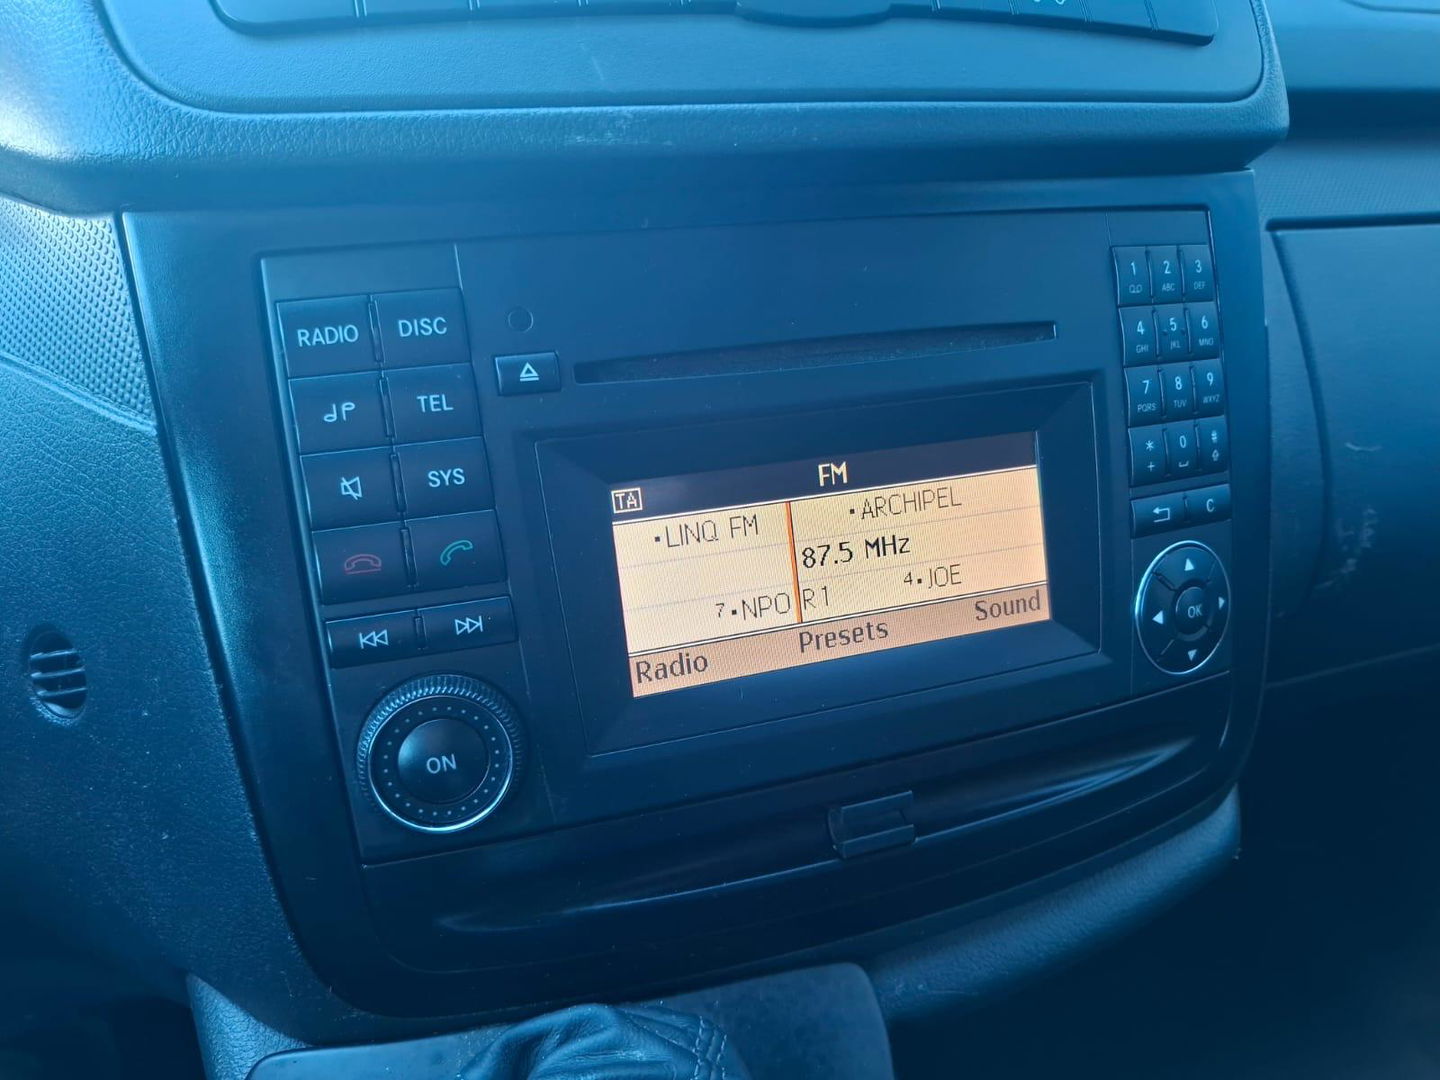 RADIO DISC
TEL
SYS
ON
TA
FM
LINQ FM
ARCHIPEL
87.5 MHz
7 NPO R1
4 JOE
Radio Presets Sound
1 2 ABC 3 DEF
4 GHI 5 JKL 6 MNO
7 PQRS 8 TUV 9 WXYZ
* + 0 #
C
OK